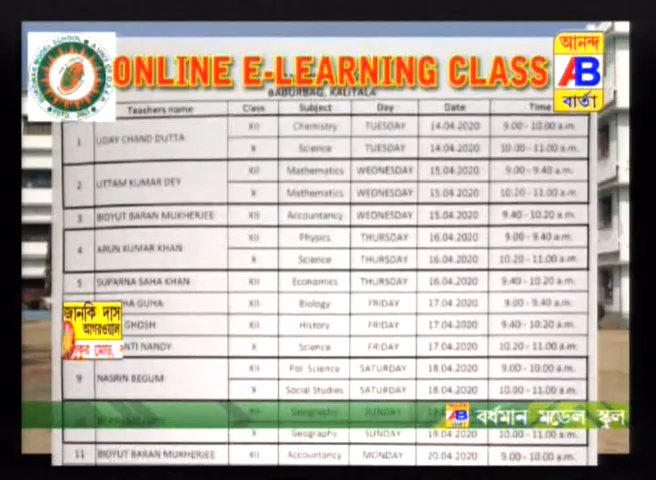 ONLINE E-LEARNING CLASS
আনন্দ
AB
বার্তা
BABURBAG, KALITALA
Teachers name Class Subject Day Date Time
1 UDAY CHAND DUTTA XII Chemistry TUESDAY 14.04.2020 9.00 - 10.00 a.m.
X Science TUESDAY 14.04.2020 10.00 - 11.00 a.m.
2 UTTAM KUMAR DEY XII Mathematics WEDNESDAY 15.04.2020 9.00 - 9.40 a.m.
X Mathematics WEDNESDAY 15.04.2020 10.20 - 11.00 a.m.
3 BIDYUT BARAN MUKHERJEE XII Accountancy WEDNESDAY 15.04.2020 9.40 - 10.20 a.m.
4 ARUN KUMAR KHAN XII Physics THURSDAY 16.04.2020 9.00 - 9.40 a.m.
X Science THURSDAY 16.04.2020 10.20 - 11.00 a.m.
5 SUPARNA SAHA KHAN XII Economics THURSDAY 16.04.2020 9.40 - 10.20 a.m.
GUHA XII Biology FRIDAY 17.04.2020 9.00 - 9.40 a.m.
GHOSH XII History FRIDAY 17.04.2020 9.40 - 10.20 a.m.
NANDY X Science FRIDAY 17.04.2020 10.20 - 11.00 a.m.
জানকি দাস
আগরওয়াল
9 NASRIN BEGUM XII Pol. Science SATURDAY 18.04.2020 9.00 - 10.00 a.m.
X Social Studies SATURDAY 18.04.2020 10.00 - 11.00 a.m.
XII Geography SUNDAY
AB বর্ধমান মডেল স্কুল
X Geography SUNDAY 19.04.2020 10.00 - 11.00 a.m.
11 BIDYUT BARAN MUKHERJEE XII Accountancy MONDAY 20.04.2020 9.00 - 10.00 a.m.